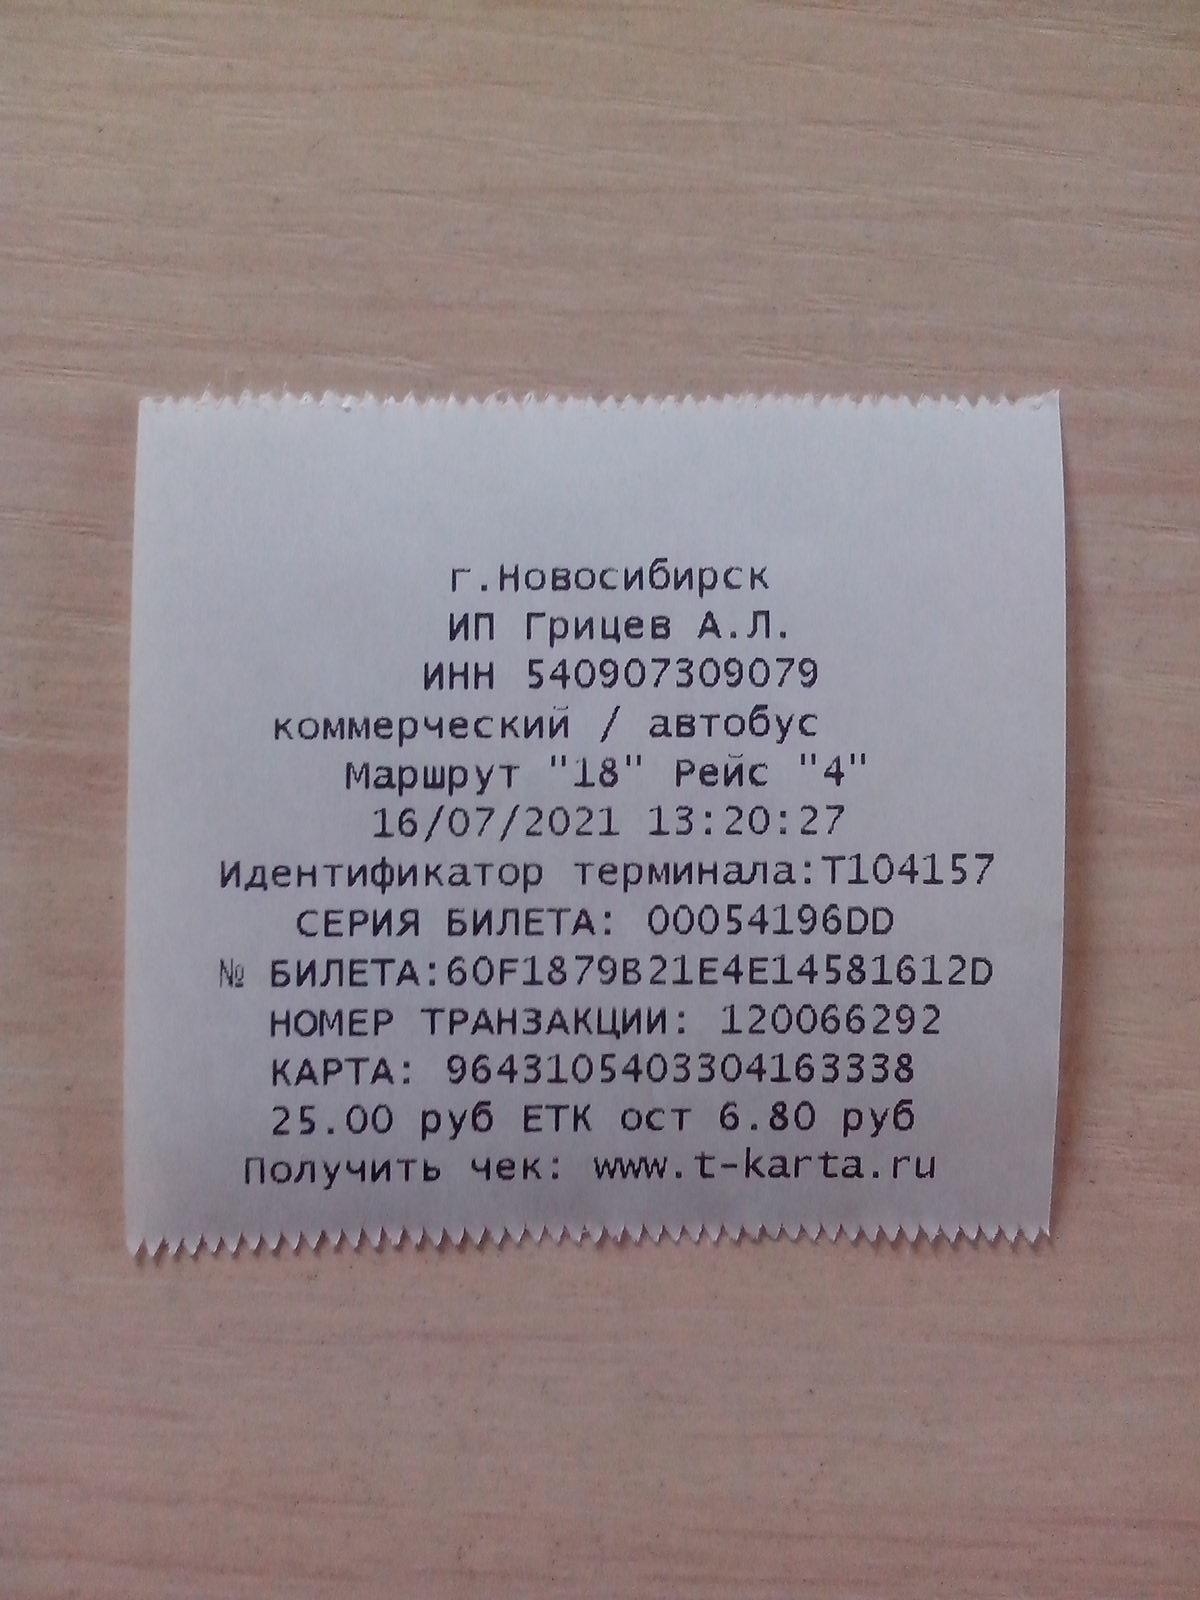 г.Новосибирск
ИП Грицев А.Л.
ИНН 540907309079
коммерческий / автобус
Маршрут "18" Рейс "4"
16/07/2021 13:20:27
Идентификатор терминала:T104157
СЕРИЯ БИЛЕТА: 00054196DD
№ БИЛЕТА:60F1879B21E4E14581612D
НОМЕР ТРАНЗАКЦИИ: 120066292
КАРТА: 9643105403304163338
25.00 руб ЕТК ост 6.80 руб
Получить чек: www.t-karta.ru